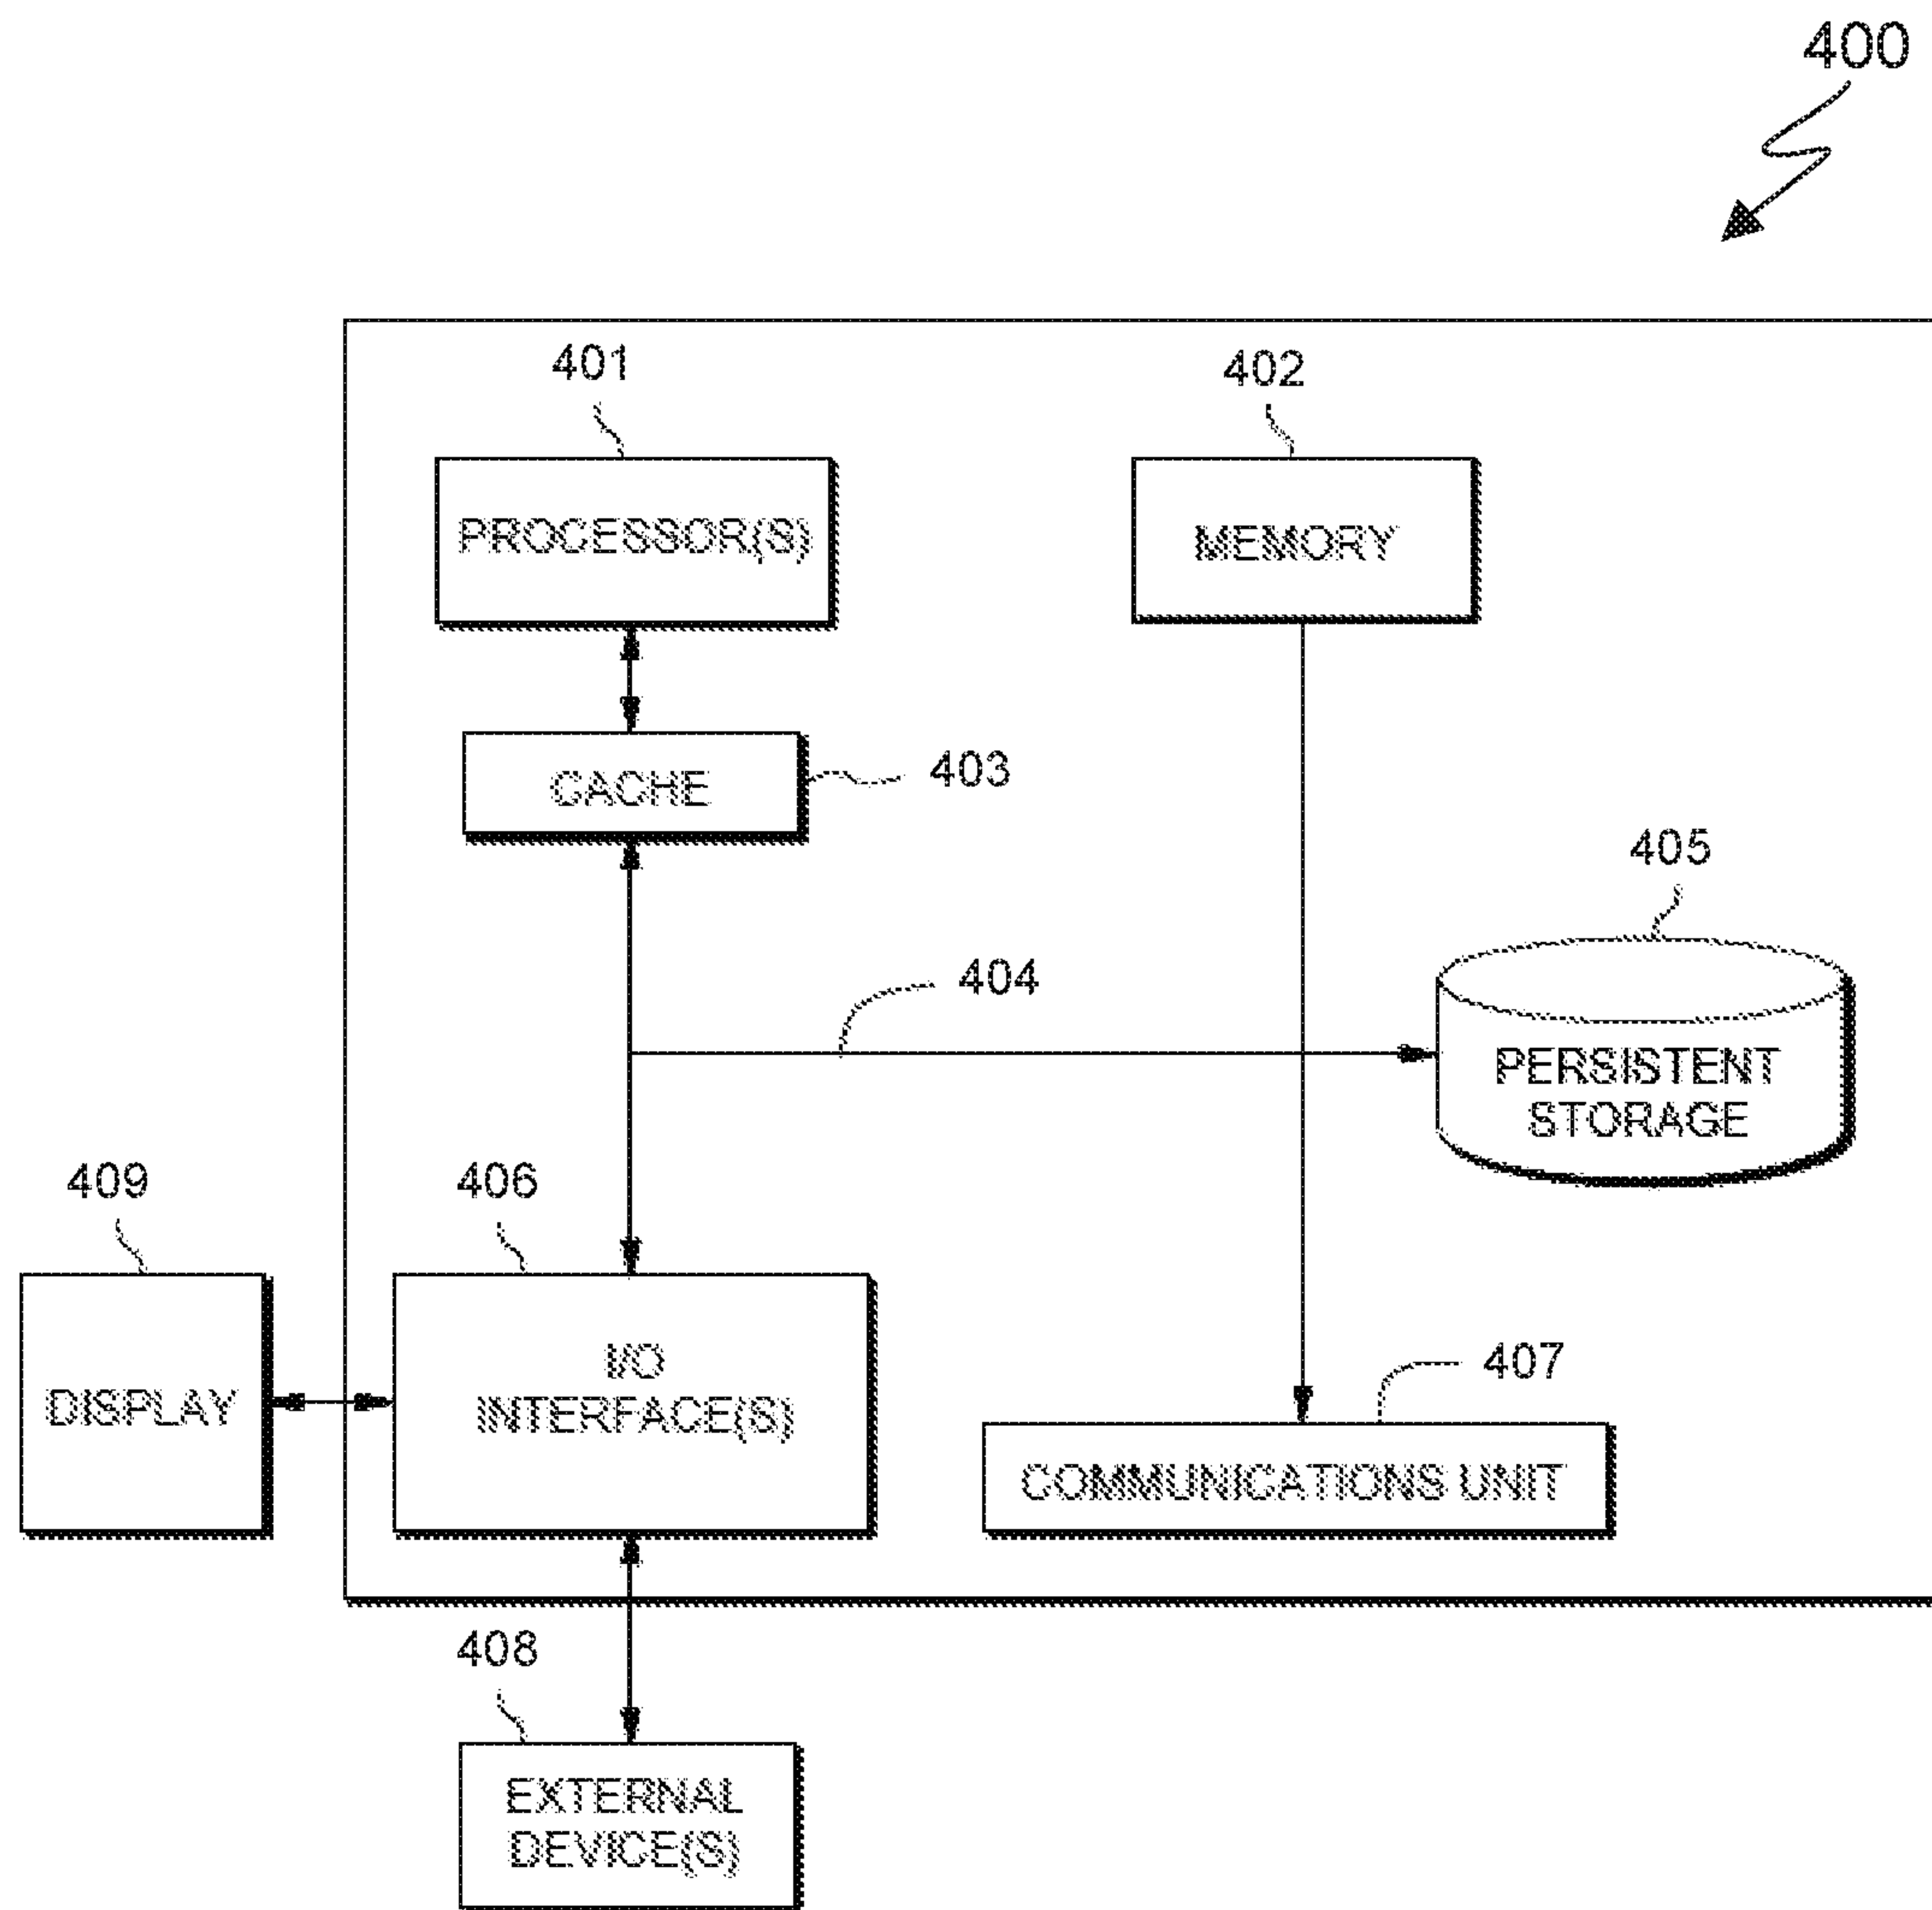 400
401
402
PROCESSOR(S)
MEMORY
CACHE
403
405
404
PERSISTENT
STORAGE
409
406
I/O
INTERFACE(S)
407
DISPLAY
COMMUNICATIONS UNIT
408
EXTERNAL
DEVICE(S)